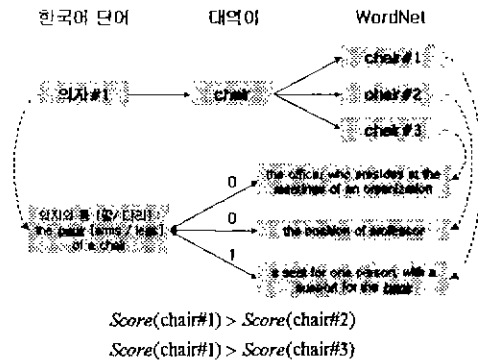 한국어 단어 대역어 WordNet
의자#1 chair chair#1
chair#2
chair#3
0 the officer who presides at the
meetings of an organization
의자의 등 [팔/다리] :
the back [arms / legs]
of a chair
0 the position of professor
1 a seat for one person, with a
support for the back
Score(chair#1) > Score(chair#2)
Score(chair#1) > Score(chair#3)